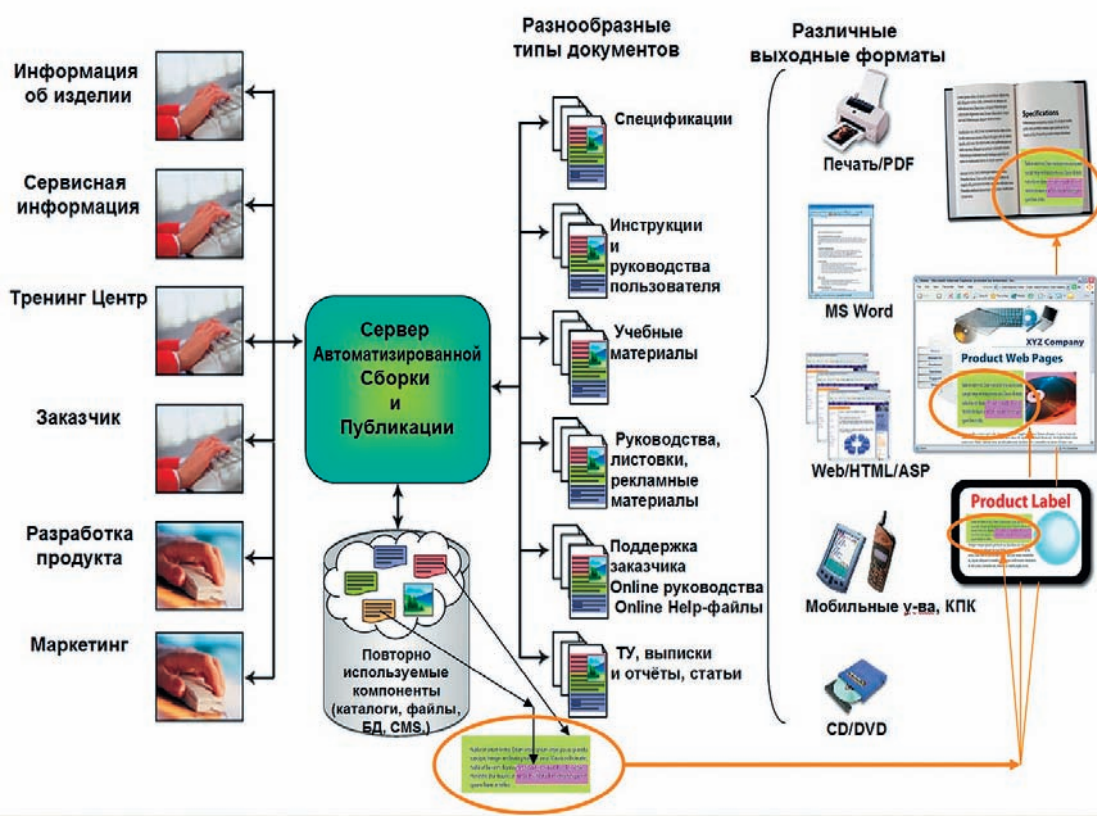 Разнообразные
типы документов
Различные
выходные форматы
Информация
об изделии
Сервисная
информация
Тренинг Центр
Заказчик
Разработка
продукта
Маркетинг
Сервер
Автоматизированной
Сборки
и
Публикации
Повторно
используемые
компоненты
(каталоги, файлы,
БД, CMS,)
Спецификации
Инструкции
и
руководства
пользователя
Учебные
материалы
Руководства,
листовки,
рекламные
материалы
Поддержка
заказчика
Online руководства
Online Help-файлы
ТУ, выписки
и отчёты, статьи
Печать/PDF
MS Word
Web/HTML/ASP
Мобильные у-ва, КПК
CD/DVD
Specifications
XYZ Company
Product Web Pages
Product Label